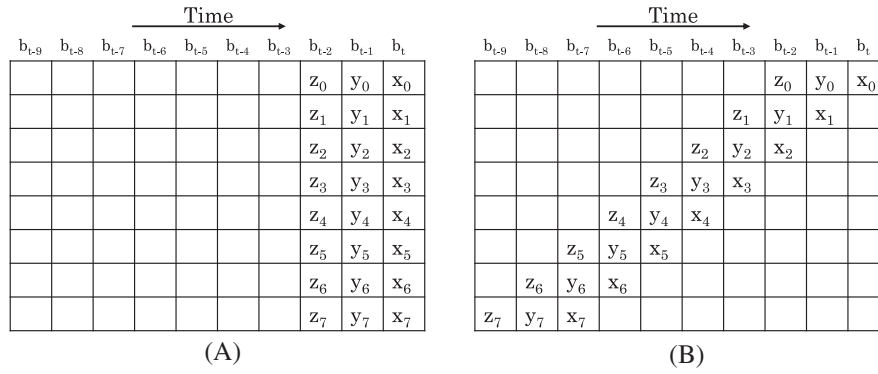 Time Time
b_{t-9} b_{t-8} b_{t-7} b_{t-6} b_{t-5} b_{t-4} b_{t-3} b_{t-2} b_{t-1} b_t b_{t-9} b_{t-8} b_{t-7} b_{t-6} b_{t-5} b_{t-4} b_{t-3} b_{t-2} b_{t-1} b_t
z_0 y_0 x_0 z_0 y_0 x_0
z_1 y_1 x_1 z_1 y_1 x_1
z_2 y_2 x_2 z_2 y_2 x_2
z_3 y_3 x_3 z_3 y_3 x_3
z_4 y_4 x_4 z_4 y_4 x_4
z_5 y_5 x_5 z_5 y_5 x_5
z_6 y_6 x_6 z_6 y_6 x_6
z_7 y_7 x_7 z_7 y_7 x_7
(A) (B)